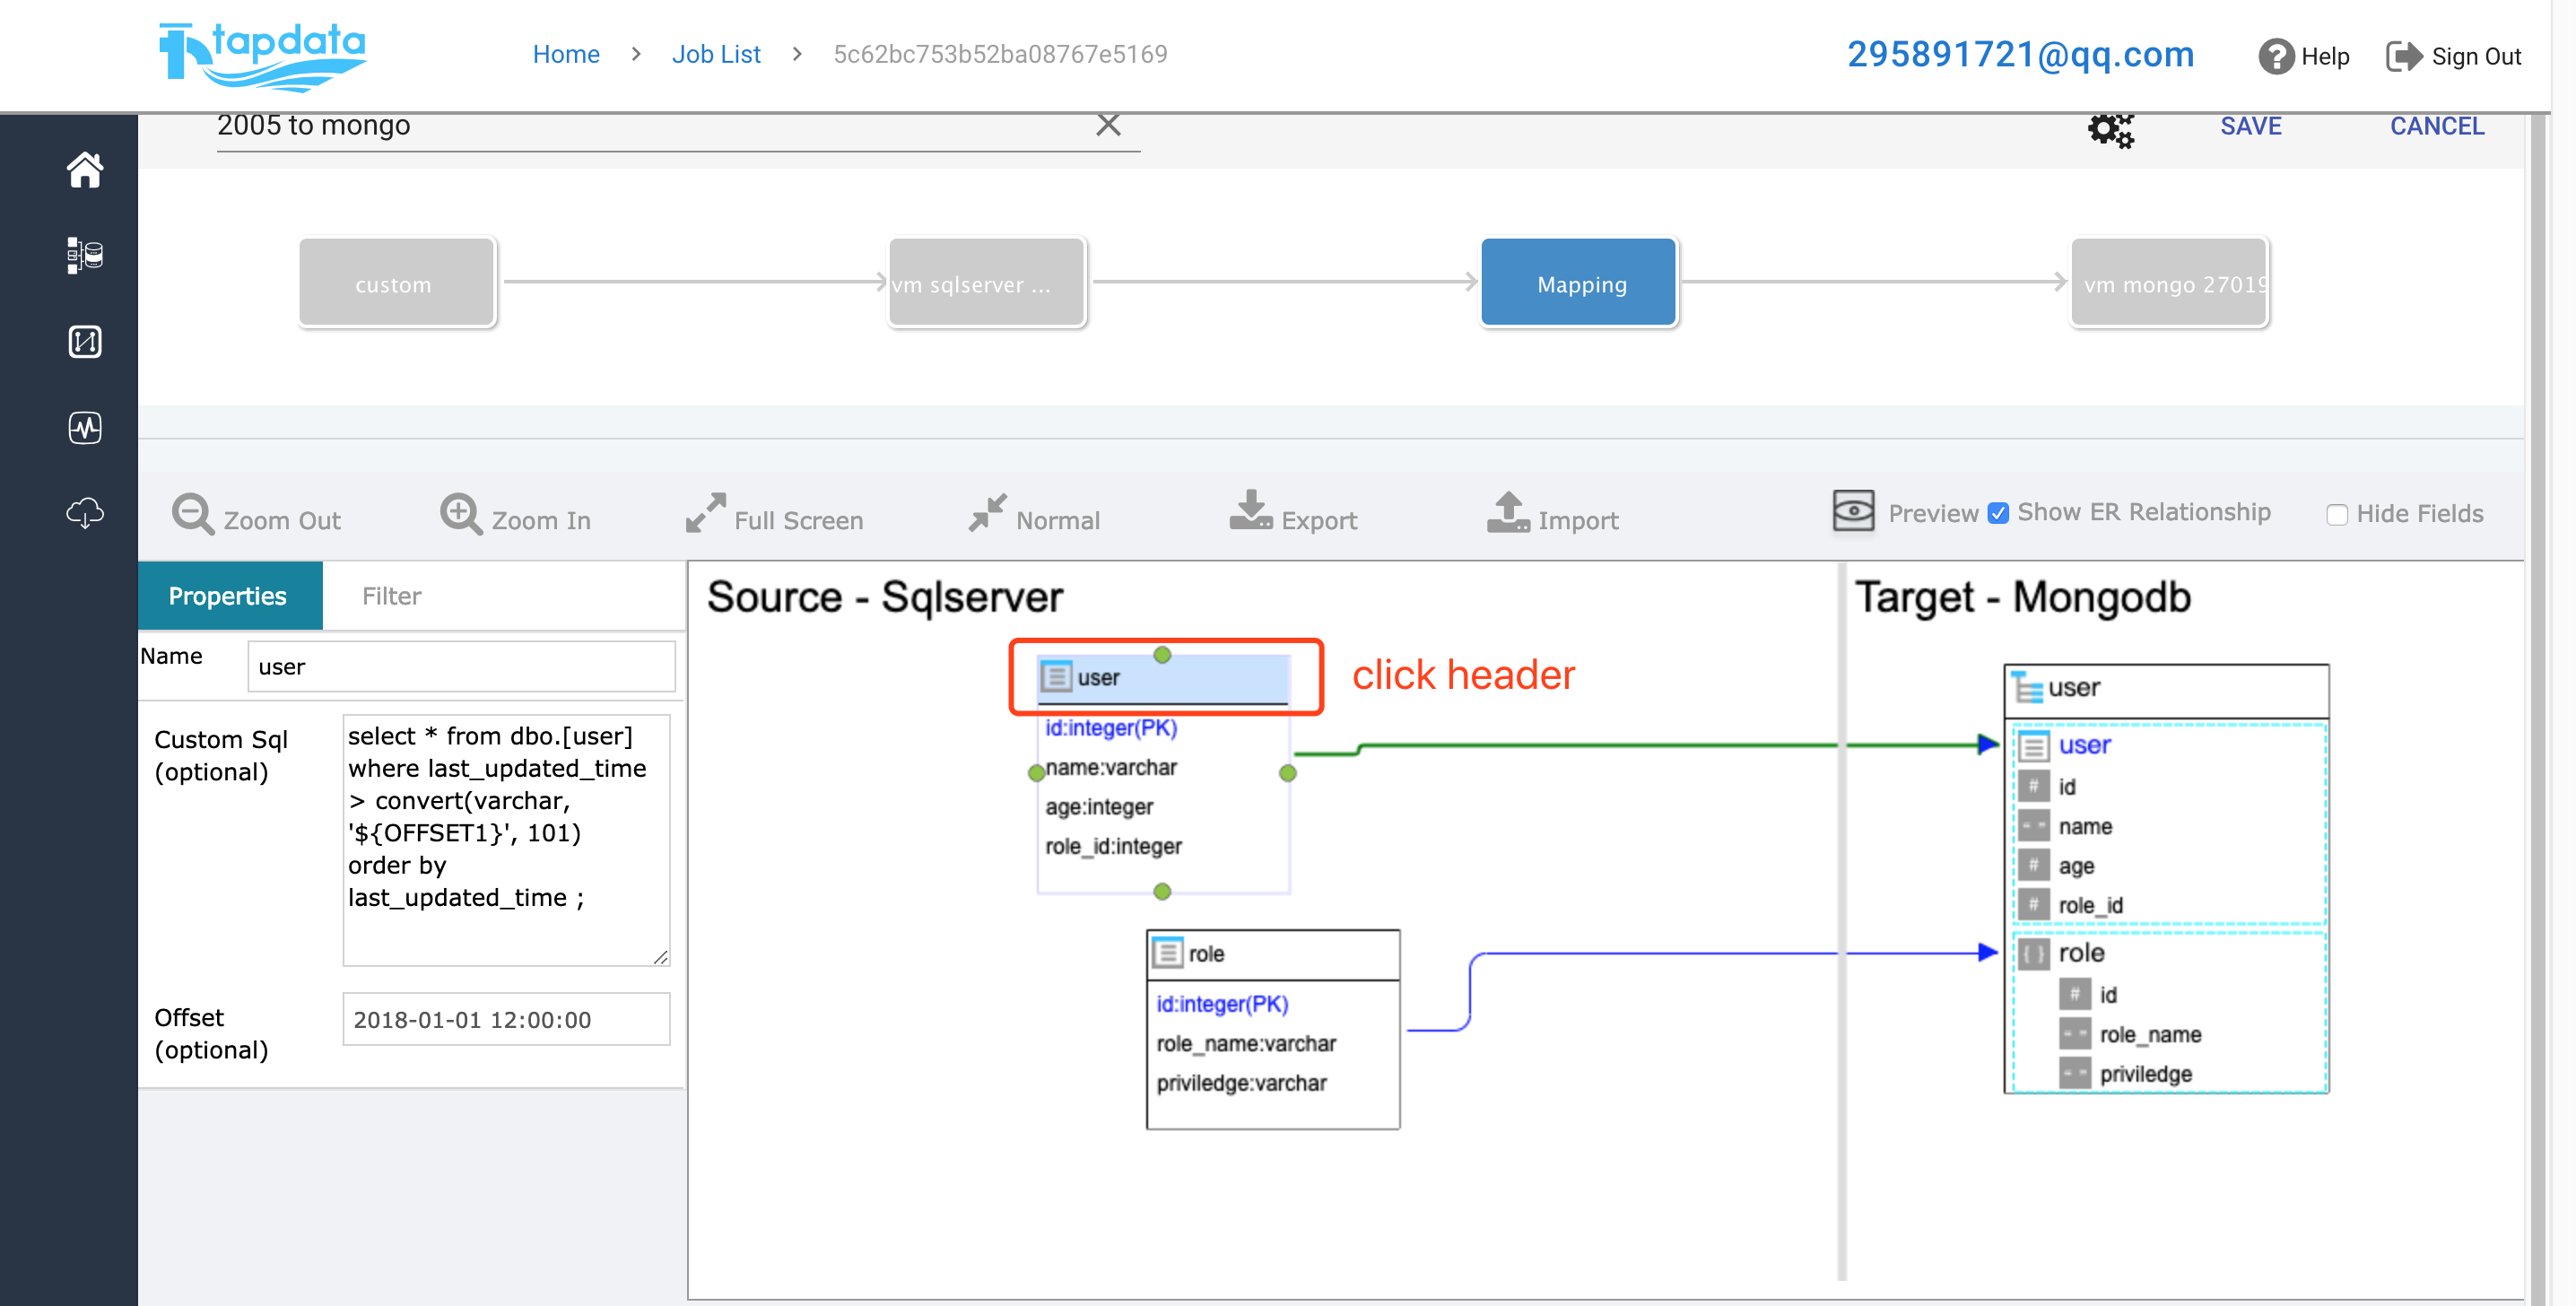 tapdata
Home > Job List > 5c62bc753b52ba08767e5169
295891721@qq.com
Help
Sign Out
2005 to mongo
SAVE
CANCEL
custom
vm sqlserver ...
Mapping
vm mongo 27019
Zoom Out
Zoom In
Full Screen
Normal
Export
Import
Preview
Show ER Relationship
Hide Fields
Properties
Filter
Name
user
Custom Sql
(optional)
select * from dbo.[user]
where last_updated_time
> convert(varchar,
'${OFFSET1}', 101)
order by
last_updated_time ;
Offset
(optional)
2018-01-01 12:00:00
Source - Sqlserver
user
click header
id:integer(PK)
name:varchar
age:integer
role_id:integer
role
id:integer(PK)
role_name:varchar
priviledge:varchar
Target - Mongodb
user
user
# id
" " name
# age
# role_id
{ } role
# id
" " role_name
" " priviledge